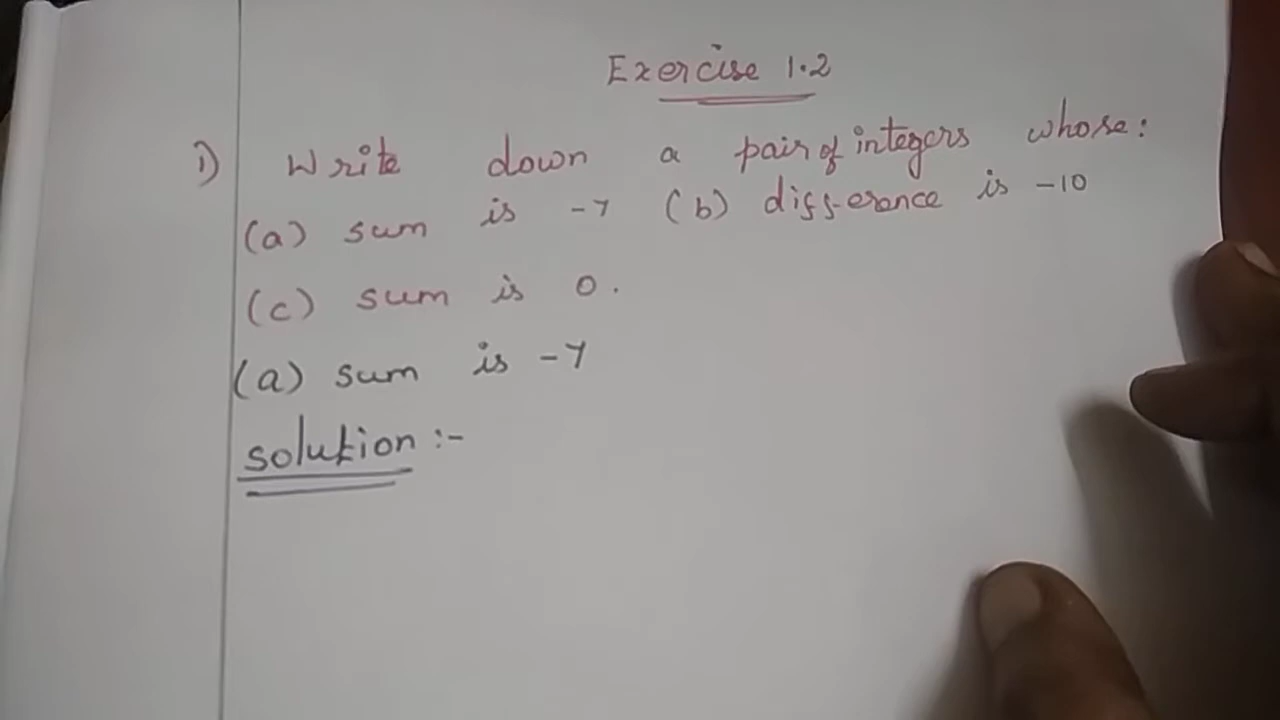 Exercise 1.2
1) Write down a pair of integers whose:
(a) sum is -7 (b) difference is -10
(c) sum is 0.
(a) sum is -7
solution :-